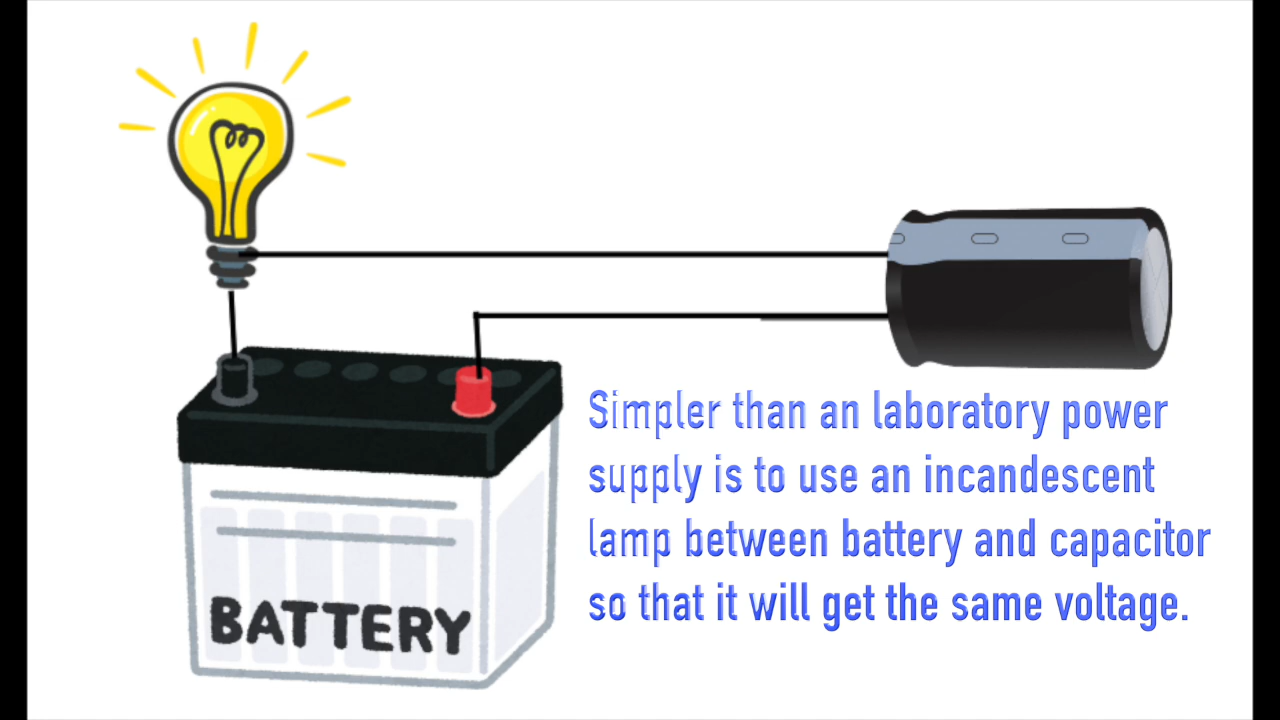 Simpler than an laboratory power
supply is to use an incandescent
lamp between battery and capacitor
so that it will get the same voltage.
BATTERY